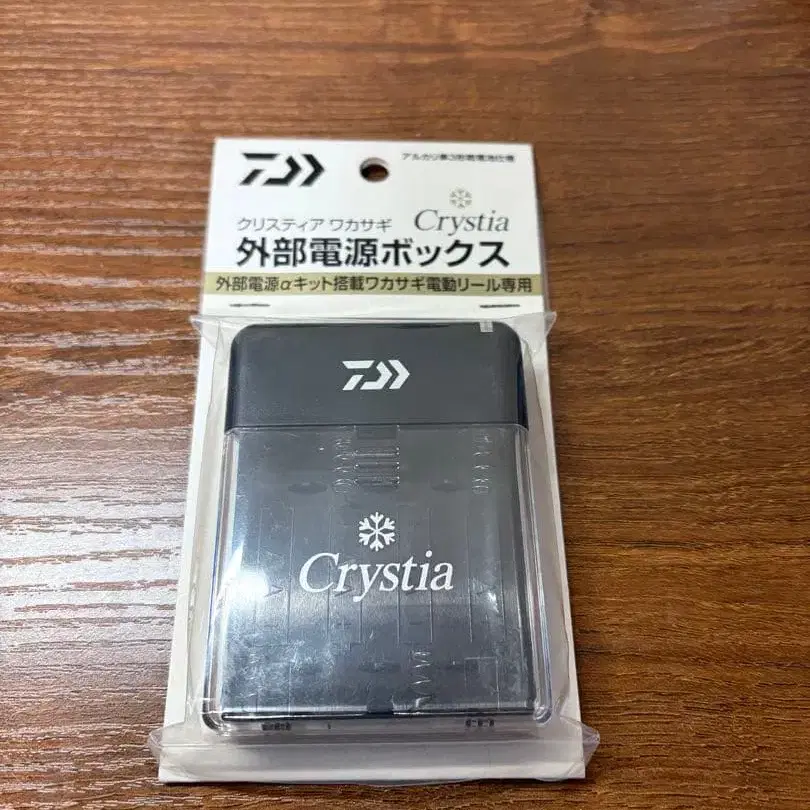 アルカリ単3形乾電池仕様
クリスティア ワカサギ
Crystia
外部電源ボックス
外部電源αキット搭載ワカサギ電動リール専用
Crystia